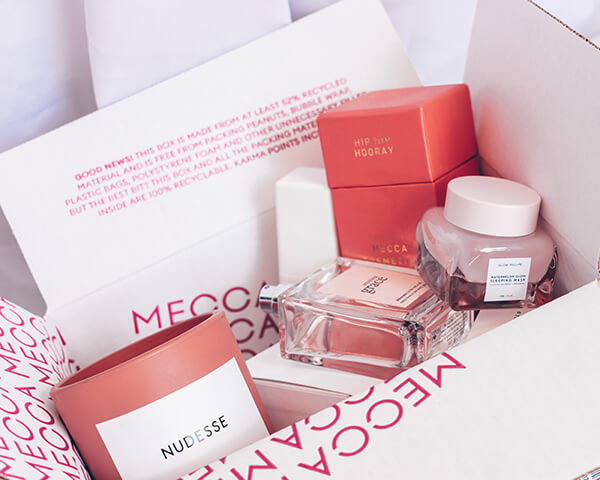 GOOD NEWS! THIS BOX IS MADE FROM AT LEAST 52% RECYCLED
MATERIAL AND IS FREE FROM PACKING PEANUTS, BUBBLE WRAP,
PLASTIC BAGS, POLYSTYRENE FOAM AND OTHER UNNECESSARY FILLER
BUT THE BEST BIT? THIS BOX AND ALL THE PACKING MATERIALS
INSIDE ARE 100% RECYCLABLE. KARMA POINTS
HIP HIP
HOORAY
MECCA
GLOW RECIPE
WATERMELON GLOW
SLEEPING MASK
grace
MECCA
NUDESSE
MECCA
MECCA
MECCA
MECCA
MECCA